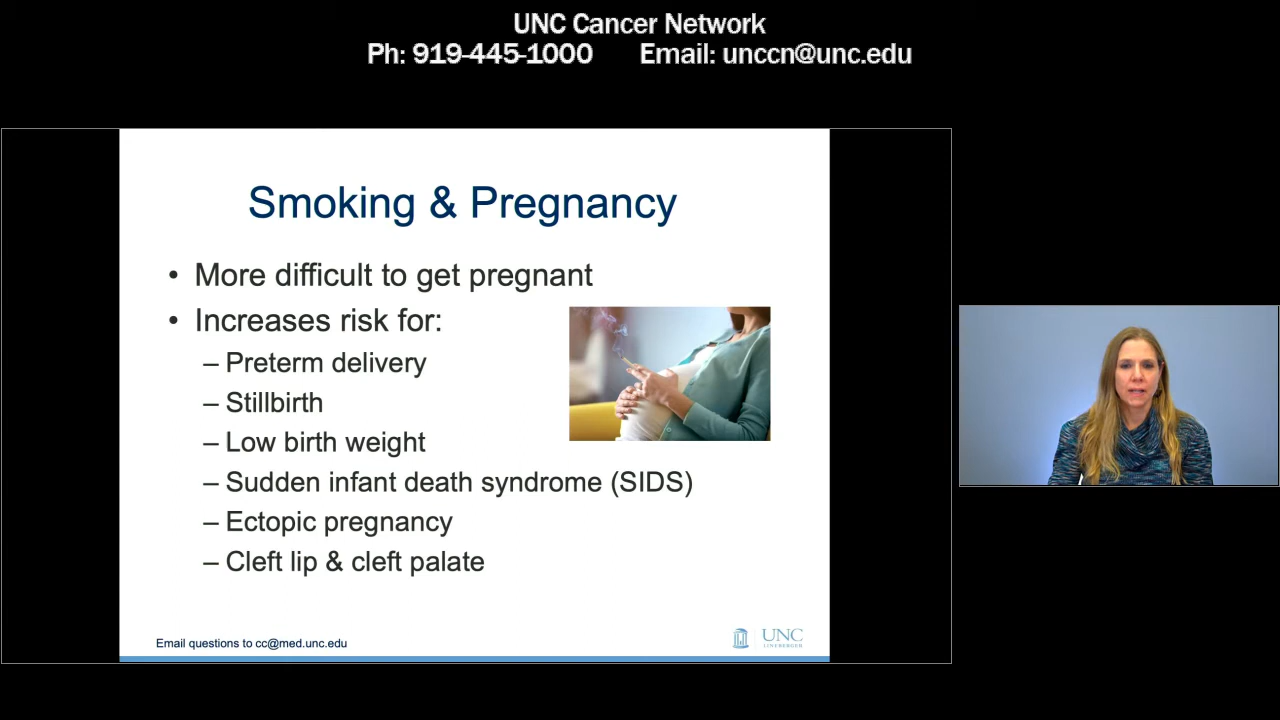 UNC Cancer Network
Ph: 919-445-1000 Email: unccn@unc.edu
Smoking & Pregnancy
• More difficult to get pregnant
• Increases risk for:
– Preterm delivery
– Stillbirth
– Low birth weight
– Sudden infant death syndrome (SIDS)
– Ectopic pregnancy
– Cleft lip & cleft palate
Email questions to cc@med.unc.edu
UNC
LINEBERGER